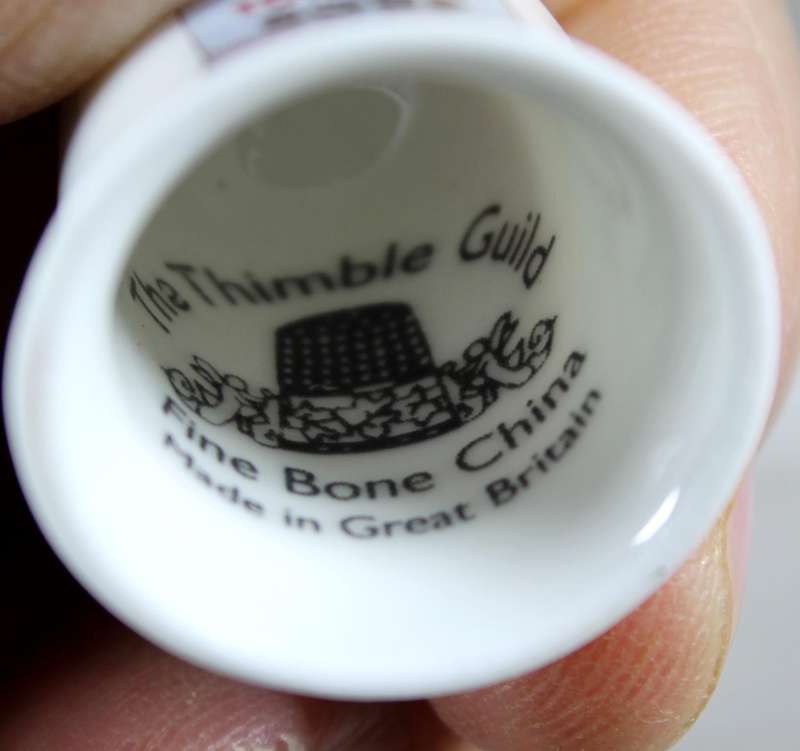 The Thimble Guild
Fine Bone China
Made in Great Britain